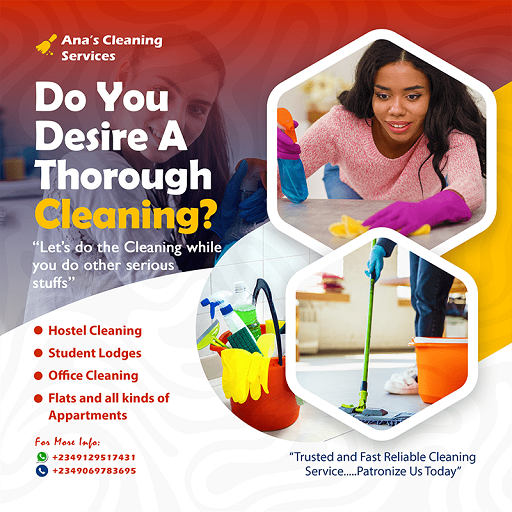 Ana's Cleaning
Services
Do You
Desire A
Thorough
Cleaning?
“Let's do the Cleaning while
you do other serious
stuffs”
Hostel Cleaning
Student Lodges
Office Cleaning
Flats and all kinds of
Appartments
For More Info:
+2349129517431
+2349069783695
“Trusted and Fast Reliable Cleaning
Service.....Patronize Us Today”